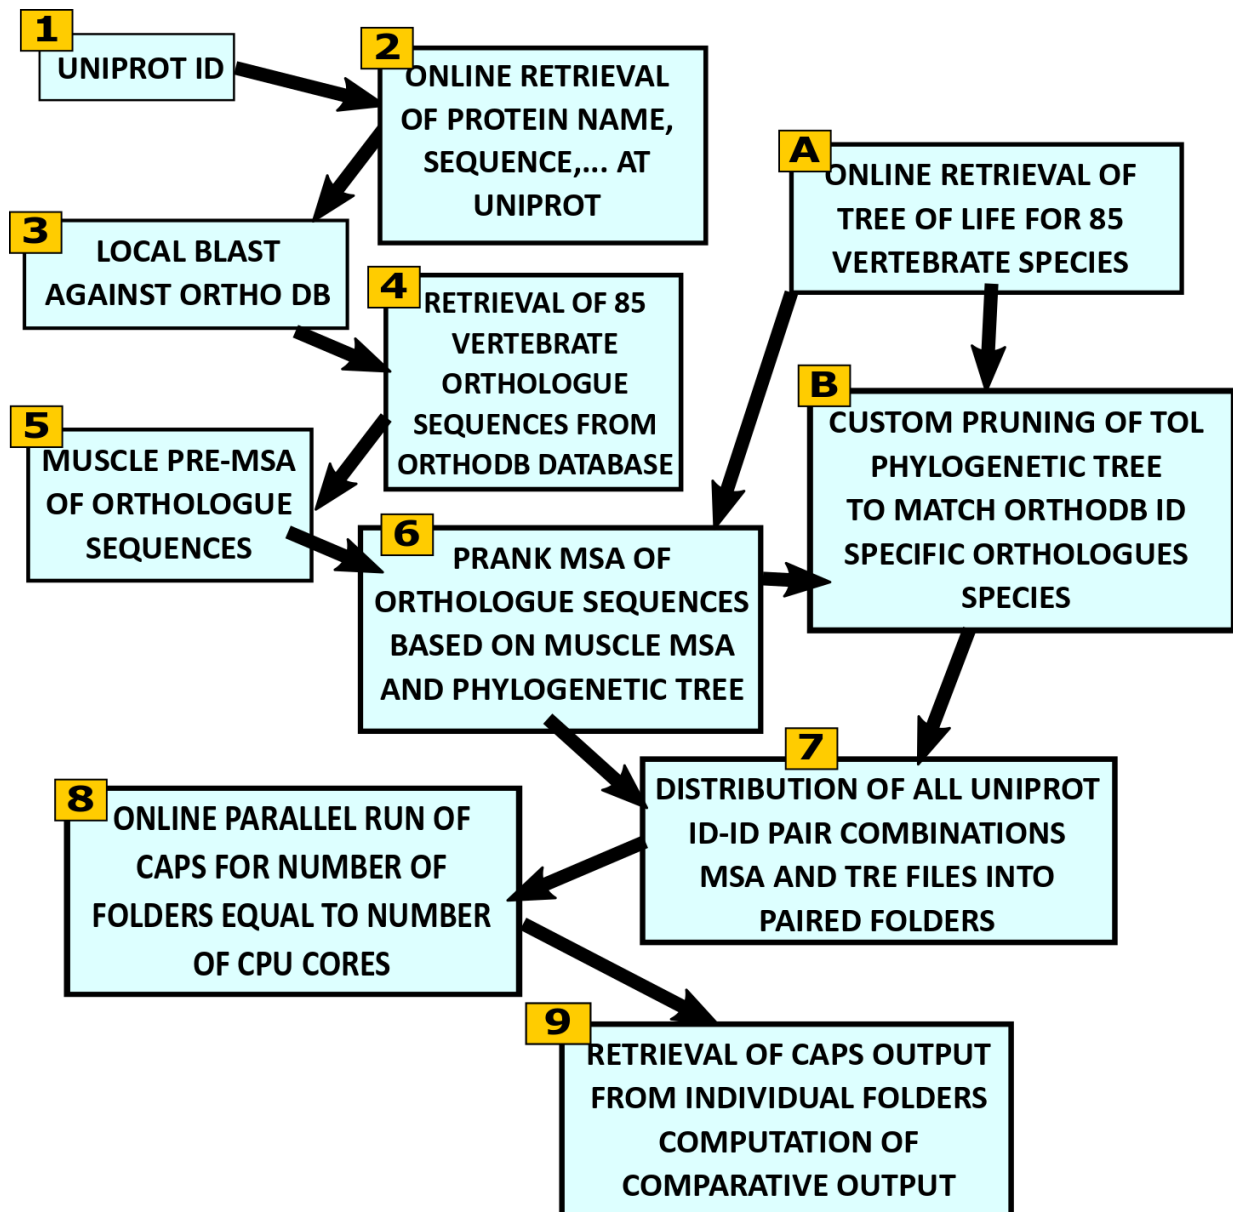 1
UNIPROT ID
2
ONLINE RETRIEVAL
OF PROTEIN NAME,
SEQUENCE,... AT
UNIPROT
A
ONLINE RETRIEVAL OF
TREE OF LIFE FOR 85
VERTEBRATE SPECIES
3
LOCAL BLAST
AGAINST ORTHO DB
4
RETRIEVAL OF 85
VERTEBRATE
ORTHOLOGUE
SEQUENCES FROM
ORTHODB DATABASE
B
CUSTOM PRUNING OF TOL
PHYLOGENETIC TREE
TO MATCH ORTHODB ID
SPECIFIC ORTHOLOGUES
SPECIES
5
MUSCLE PRE-MSA
OF ORTHOLOGUE
SEQUENCES
6
PRANK MSA OF
ORTHOLOGUE SEQUENCES
BASED ON MUSCLE MSA
AND PHYLOGENETIC TREE
7
DISTRIBUTION OF ALL UNIPROT
ID-ID PAIR COMBINATIONS
MSA AND TRE FILES INTO
PAIRED FOLDERS
8
ONLINE PARALLEL RUN OF
CAPS FOR NUMBER OF
FOLDERS EQUAL TO NUMBER
OF CPU CORES
9
RETRIEVAL OF CAPS OUTPUT
FROM INDIVIDUAL FOLDERS
COMPUTATION OF
COMPARATIVE OUTPUT